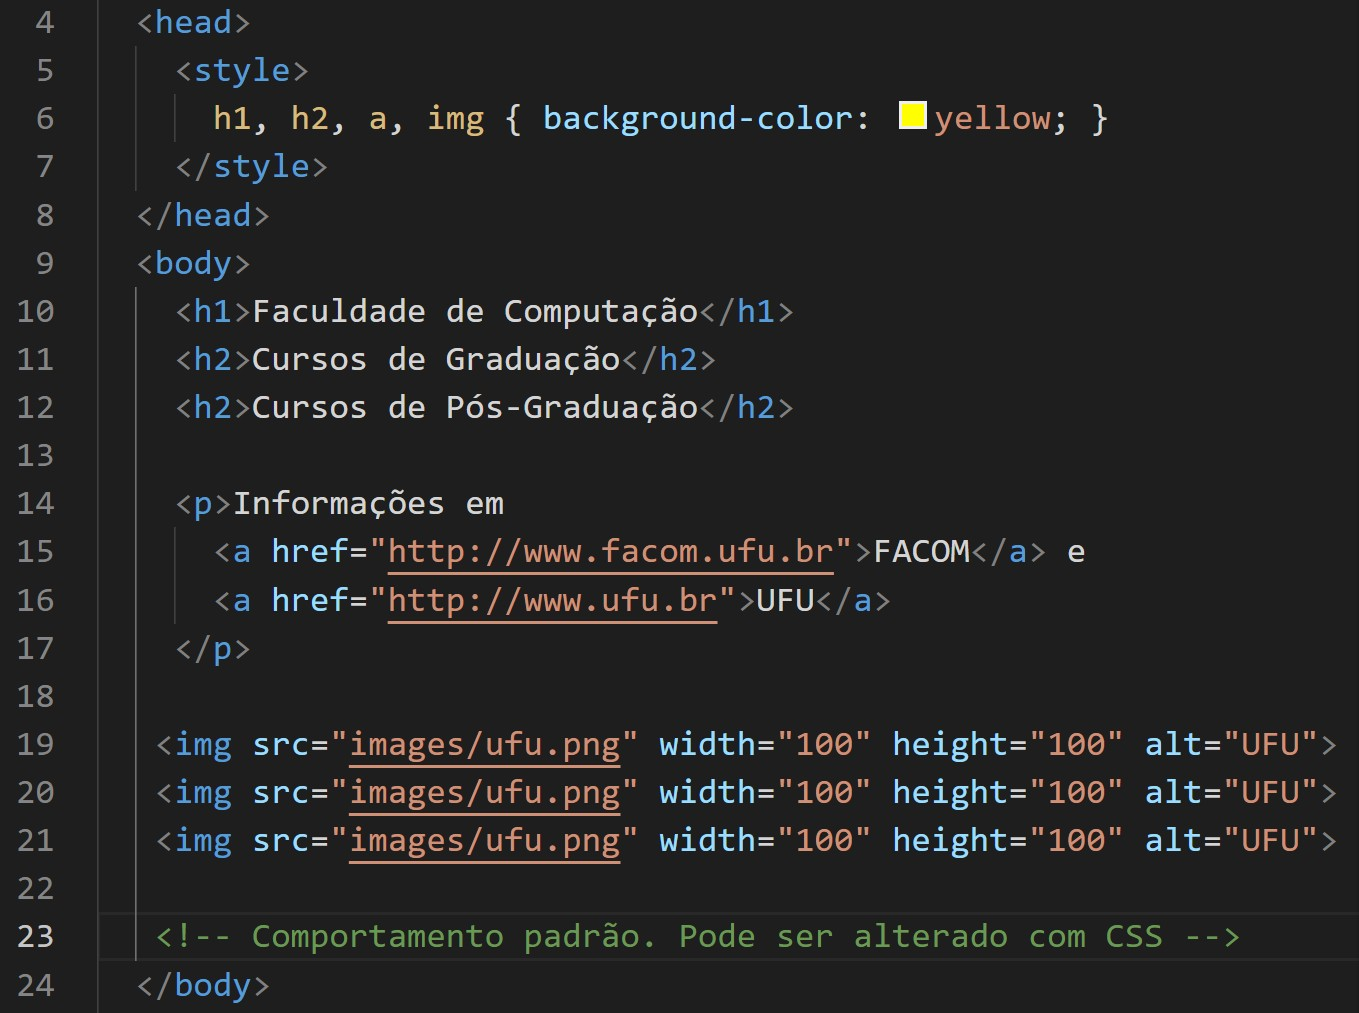 4 <head>
5 <style>
6 h1, h2, a, img { background-color: yellow; }
7 </style>
8 </head>
9 <body>
10 <h1>Faculdade de Computação</h1>
11 <h2>Cursos de Graduação</h2>
12 <h2>Cursos de Pós-Graduação</h2>
13
14 <p>Informações em
15 <a href="http://www.facom.ufu.br">FACOM</a> e
16 <a href="http://www.ufu.br">UFU</a>
17 </p>
18
19 <img src="images/ufu.png" width="100" height="100" alt="UFU">
20 <img src="images/ufu.png" width="100" height="100" alt="UFU">
21 <img src="images/ufu.png" width="100" height="100" alt="UFU">
22
23 <!-- Comportamento padrão. Pode ser alterado com CSS -->
24 </body>